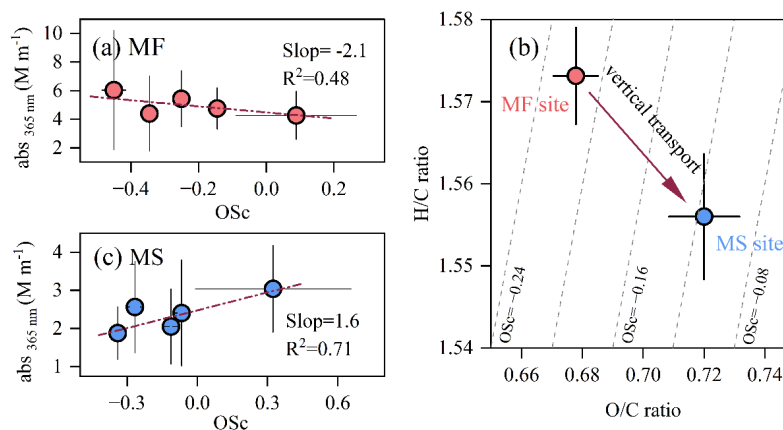 (a) MF
Slop= -2.1
R²=0.48
abs 365 nm (M m⁻¹)
10
8
6
4
2
−0.4
−0.2
0.0
0.2
OSc
(c) MS
Slop=1.6
R²=0.71
abs 365 nm (M m⁻¹)
4
3
2
1
−0.3
0.0
0.3
0.6
OSc
(b)
MF site
vertical transport
MS site
OSc=−0.24
OSc=−0.16
OSc=−0.08
H/C ratio
1.58
1.57
1.56
1.55
1.54
0.66
0.68
0.70
0.72
0.74
O/C ratio